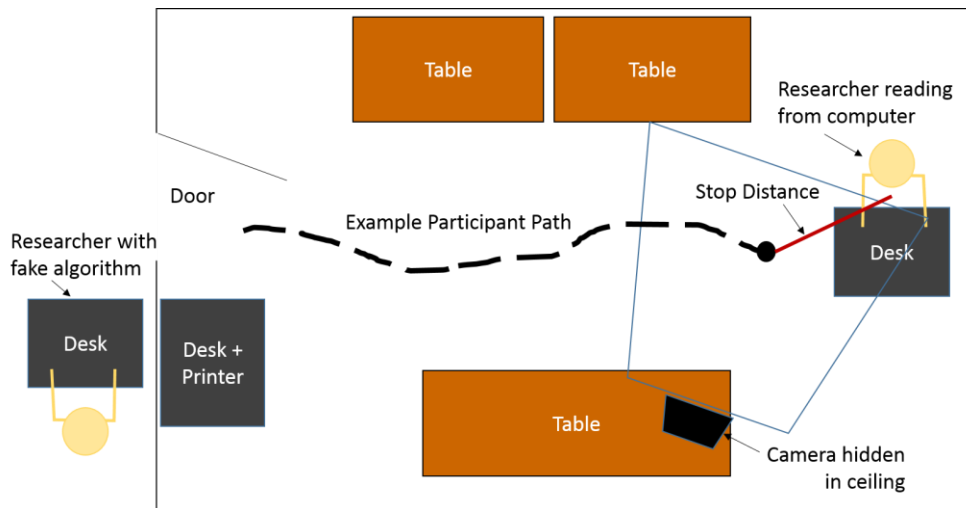 Table
Table
Researcher reading
from computer
Door
Stop Distance
Example Participant Path
Researcher with
fake algorithm
Desk
Desk
Desk +
Printer
Table
Camera hidden
in ceiling